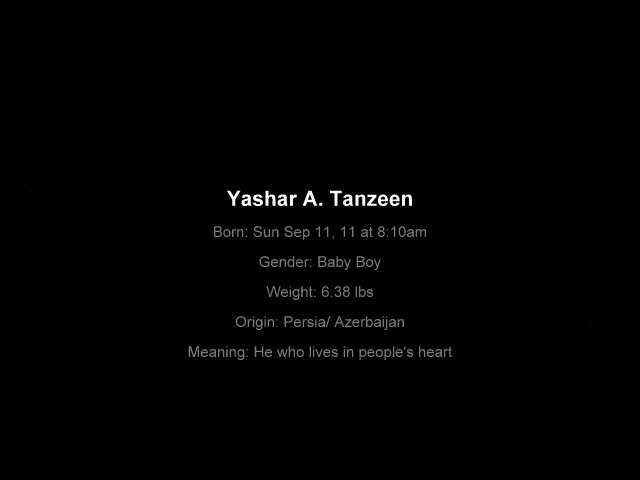 Yashar A. Tanzeen
Born: Sun Sep 11, 11 at 8:10am
Gender: Baby Boy
Weight: 6.38 lbs
Origin: Persia/ Azerbaijan
Meaning: He who lives in people's heart